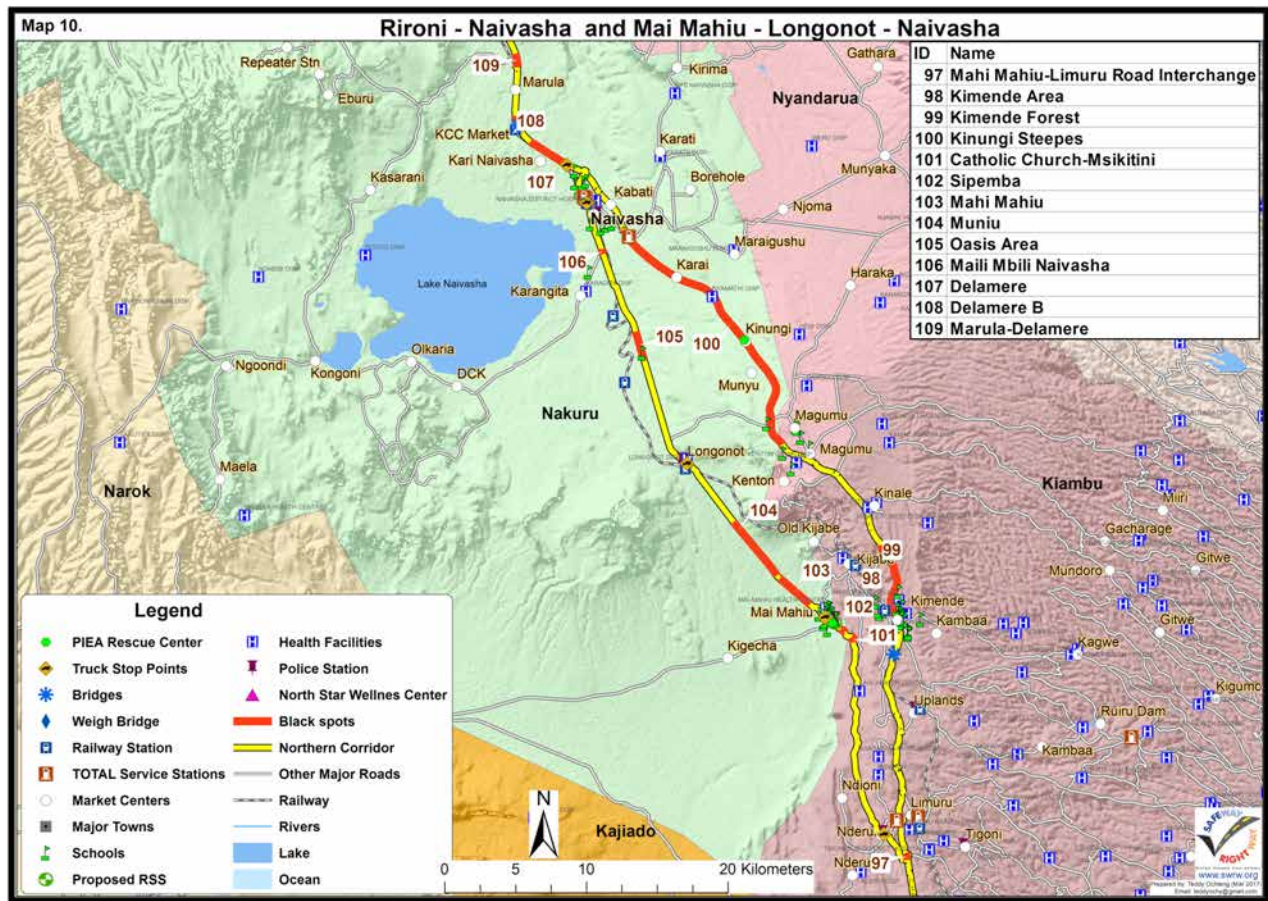 Map 10.
Rironi - Naivasha and Mai Mahiu - Longonot - Naivasha
ID Name
97 Mahi Mahiu-Limuru Road Interchange
98 Kimende Area
99 Kimende Forest
100 Kinungi Steepes
101 Catholic Church-Msikitini
102 Sipemba
103 Mahi Mahiu
104 Muniu
105 Oasis Area
106 Maili Mbili Naivasha
107 Delamere
108 Delamere B
109 Marula-Delamere
Repeater Stn
Eburu
109
Marula
Kirima
Gathara
Nyandarua
108
KCC Market
Kari Naivasha
Karati
Munyaka
Kasarani
107
Kabati
Borehole
Njoma
Naivasha
Maraigushu
106
Karai
Haraka
Lake Naivasha
Karangita
Kinungi
105
100
Ngoondi
Kongoni
Olkaria
DCK
Munyu
Nakuru
Magumu
Magumu
Longonot
Maela
Narok
Kenton
Kinale
Kiambu
Miiri
104
Old Kijabe
Gacharage
Gitwe
99
103
Kijabe
98
Mundoro
102
Kimende
Mai Mahiu
Kambaa
101
Gitwe
Kagwe
Kigecha
Kigumo
Uplands
Ruiru Dam
Kambaa
Ndioni
Limuru
Nderu
Tigoni
Nderu
97
Kajiado
Legend
PIEA Rescue Center
Truck Stop Points
Bridges
Weigh Bridge
Railway Station
TOTAL Service Stations
Market Centers
Major Towns
Schools
Proposed RSS
Health Facilities
Police Station
North Star Wellnes Center
Black spots
Northern Corridor
Other Major Roads
Railway
Rivers
Lake
Ocean
N
0 5 10 20 Kilometers
SAFEWAY
RIGHT WAY
www.swrw.org